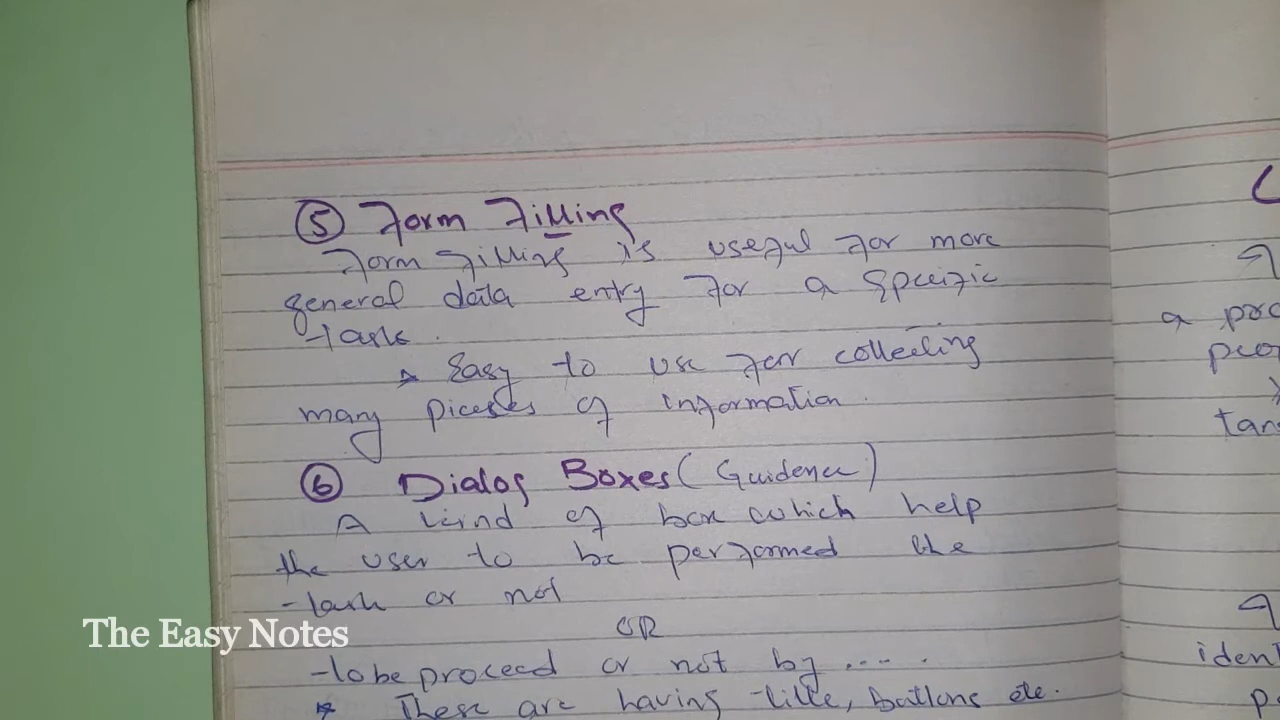 ⑤ Form Filling
Form Filling is useful for more
general data entry for a specific
task.
Easy to use for collecting
many piceses of information.
⑥ Dialog Boxes (Guidence)
A kind of box which help
the user to be performed the
task or not
OR
to be proceed or not by .....
* These are having title, buttons etc.
a
tan
iden
The Easy Notes